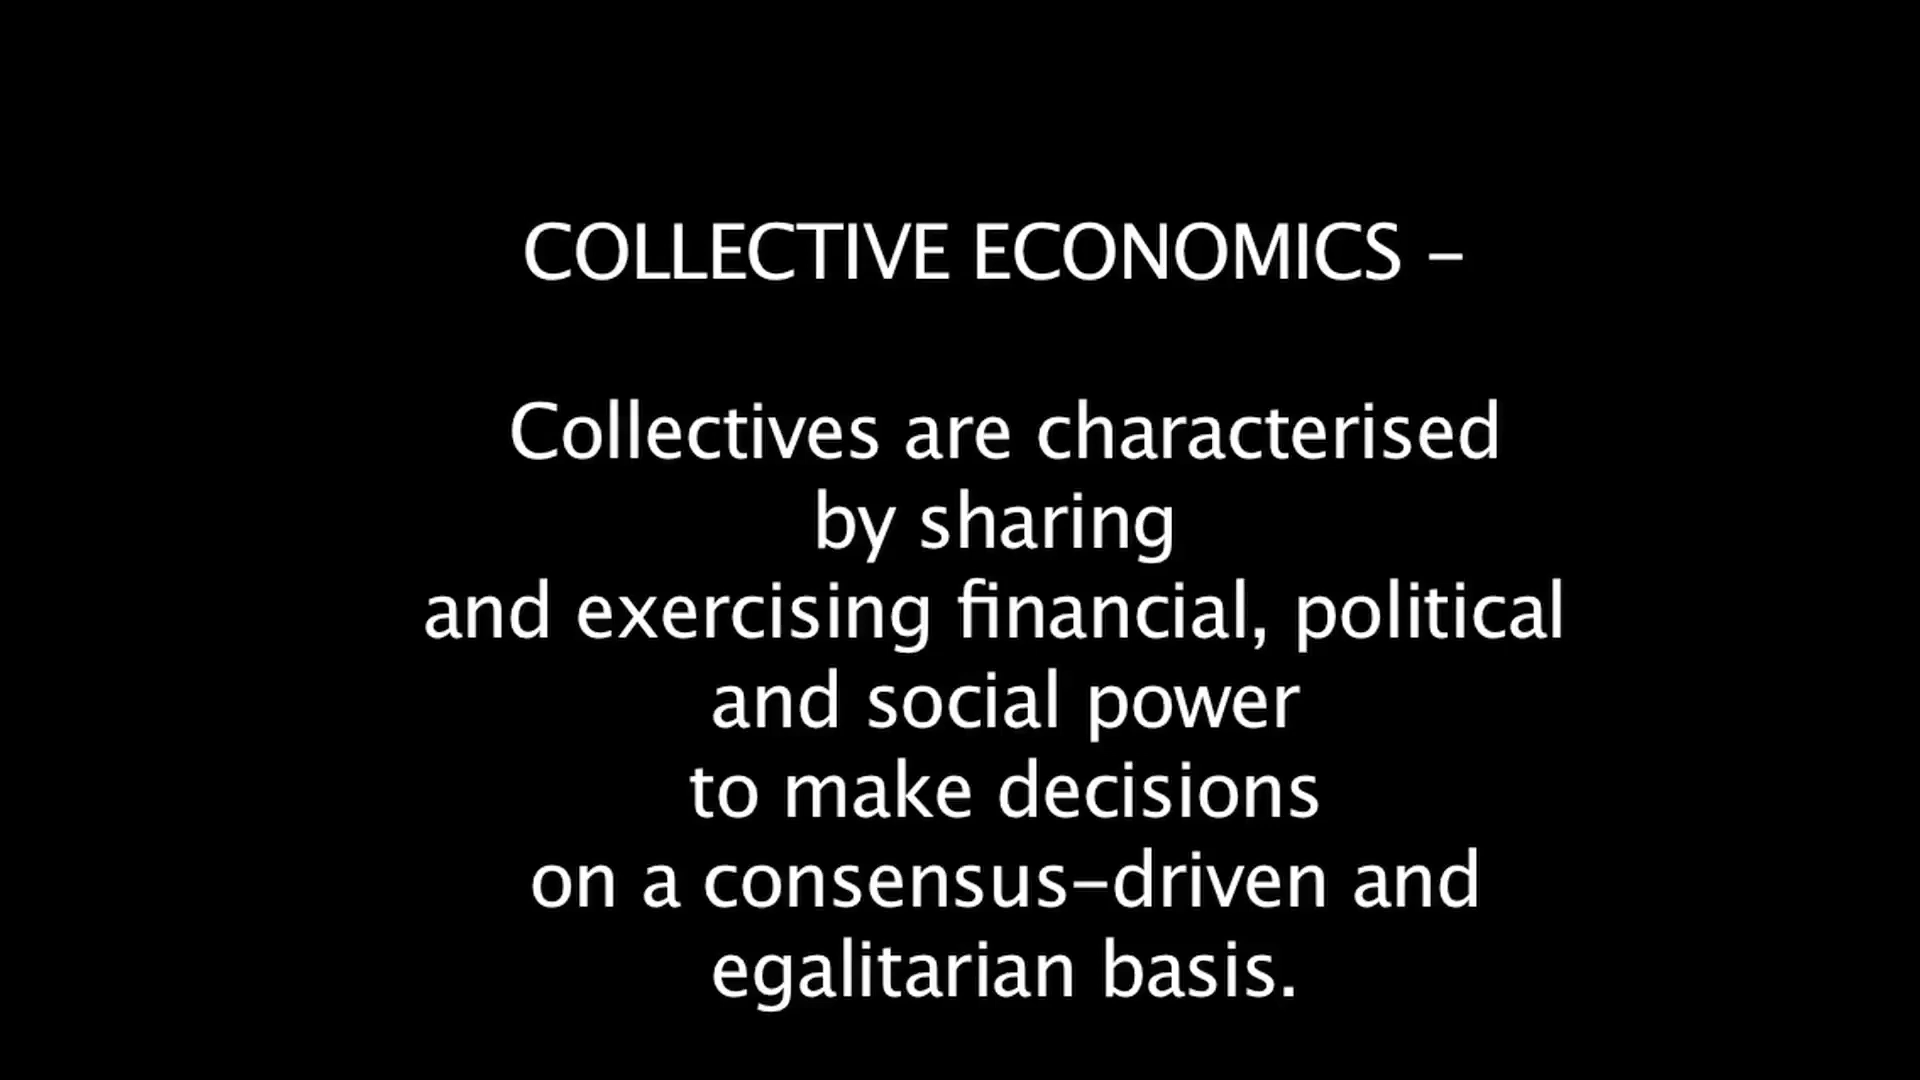 COLLECTIVE ECONOMICS -
Collectives are characterised
by sharing
and exercising financial, political
and social power
to make decisions
on a consensus-driven and
egalitarian basis.